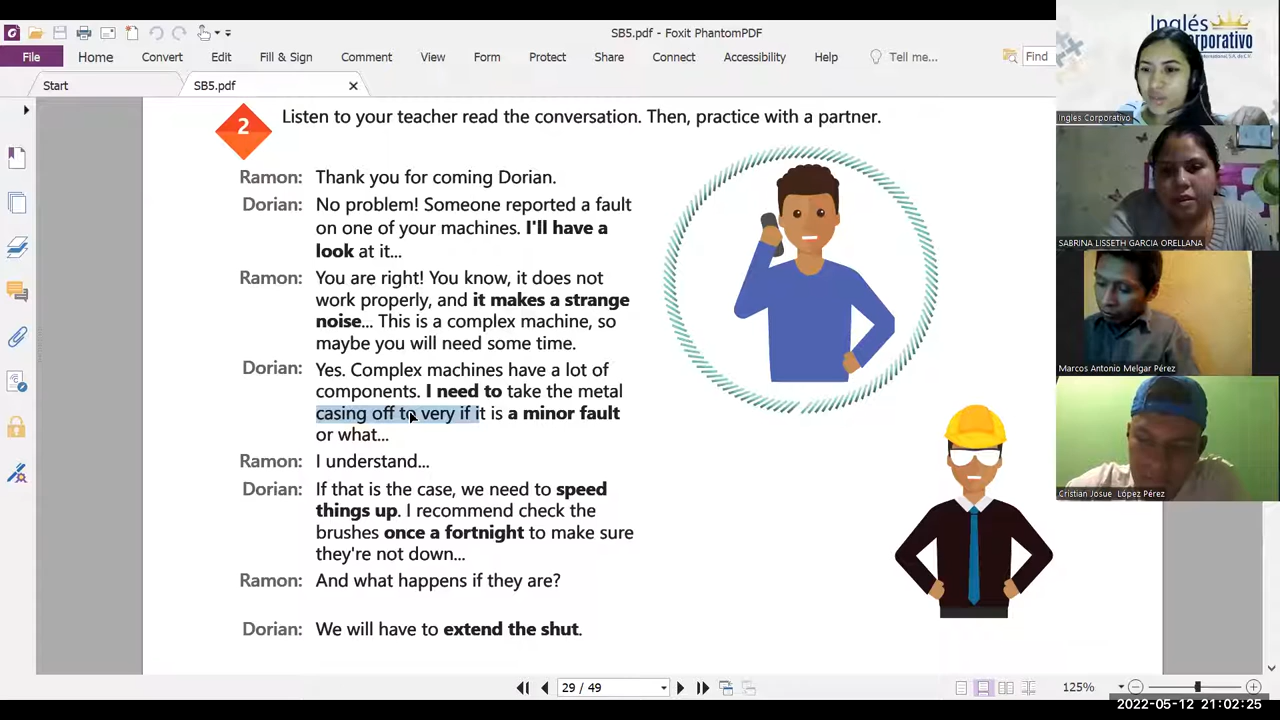 SB5.pdf - Foxit PhantomPDF
File Home Convert Edit Fill & Sign Comment View Form Protect Share Connect Accessibility Help Tell me... Find
Start SB5.pdf
2 Listen to your teacher read the conversation. Then, practice with a partner.
Ramon: Thank you for coming Dorian.
Dorian: No problem! Someone reported a fault
on one of your machines. I'll have a
look at it...
Ramon: You are right! You know, it does not
work properly, and it makes a strange
noise... This is a complex machine, so
maybe you will need some time.
Dorian: Yes. Complex machines have a lot of
components. I need to take the metal
casing off to very if it is a minor fault
or what...
Ramon: I understand...
Dorian: If that is the case, we need to speed
things up. I recommend check the
brushes once a fortnight to make sure
they're not down...
Ramon: And what happens if they are?
Dorian: We will have to extend the shut.
29 / 49
125%
Inglés
orporativo
Ingles Corporativo
SABRINA LISSETH GARCIA ORELLANA
Marcos Antonio Melgar Pérez
Cristian Josue López Pérez
2022-05-12 21:02:25